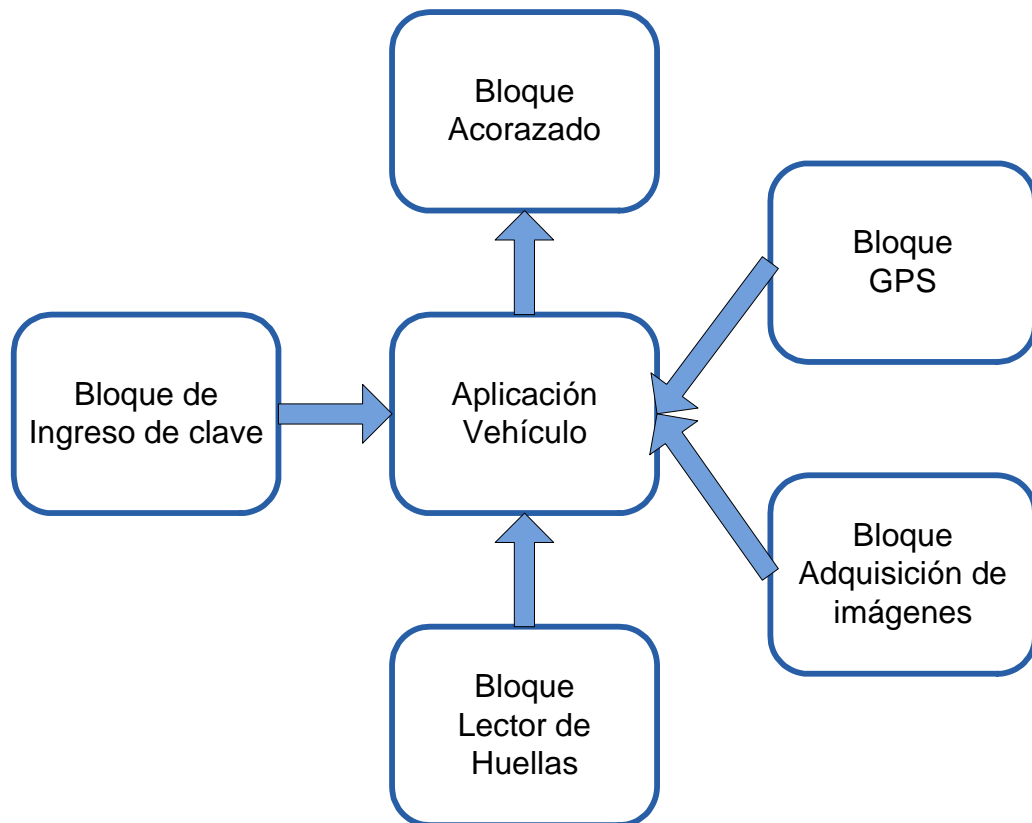 Bloque
Acorazado
Bloque
GPS
Bloque de
Ingreso de clave
Aplicación
Vehículo
Bloque
Adquisición de
imágenes
Bloque
Lector de
Huellas